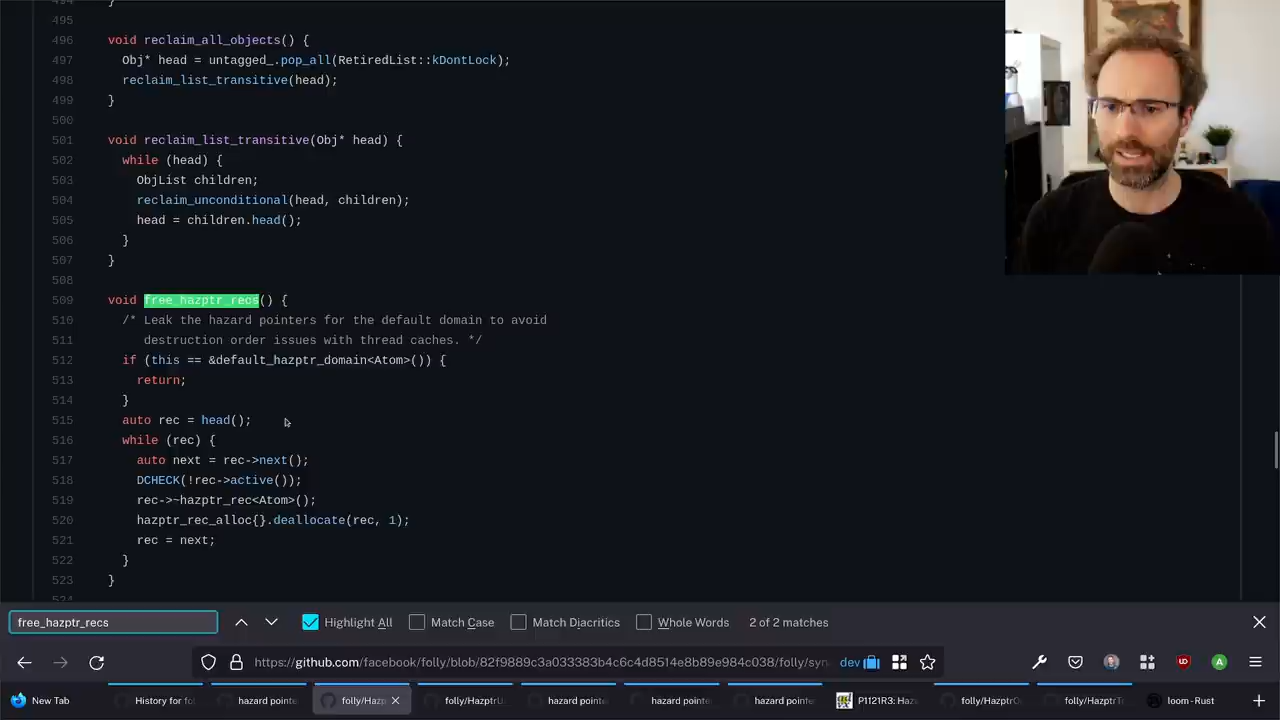 494 }
495
496 void reclaim_all_objects() {
497 Obj* head = untagged_.pop_all(RetiredList::kDontLock);
498 reclaim_list_transitive(head);
499 }
500
501 void reclaim_list_transitive(Obj* head) {
502 while (head) {
503 ObjList children;
504 reclaim_unconditional(head, children);
505 head = children.head();
506 }
507 }
508
509 void free_hazptr_recs() {
510 /* Leak the hazard pointers for the default domain to avoid
511 destruction order issues with thread caches. */
512 if (this == &default_hazptr_domain<Atom>()) {
513 return;
514 }
515 auto rec = head();
516 while (rec) {
517 auto next = rec->next();
518 DCHECK(!rec->active());
519 rec->~hazptr_rec<Atom>();
520 hazptr_rec_alloc{}.deallocate(rec, 1);
521 rec = next;
522 }
523 }
524
free_hazptr_recs Highlight All Match Case Match Diacritics Whole Words 2 of 2 matches
https://github.com/facebook/folly/blob/82f9889c3a033383b4c6c4d8514e8b89e984c038/folly/syn dev
New Tab History for fol hazard pointe folly/Hazp folly/HazptrU hazard pointe hazard pointe hazard pointe P1121R3: Haz folly/HazptrO folly/HazptrTh loom - Rust